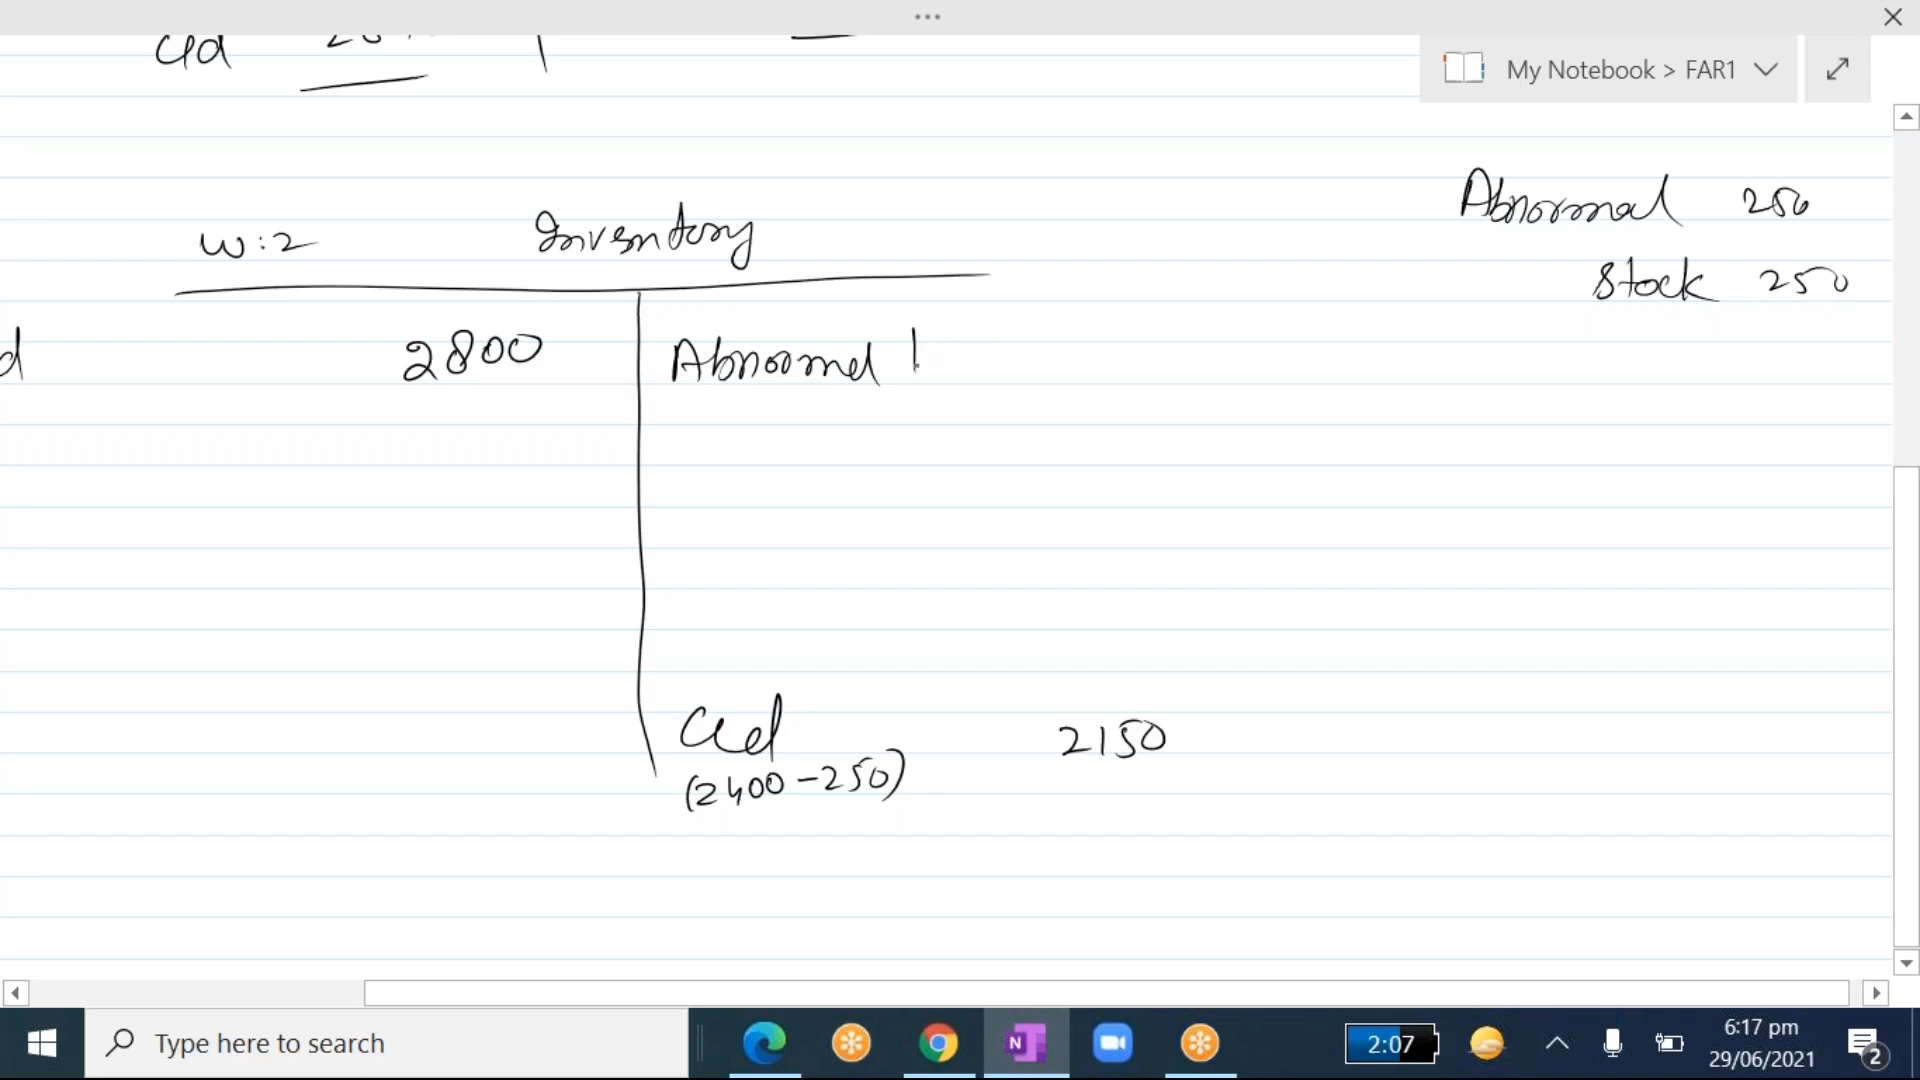 My Notebook > FAR1
Abnormal 250
Stock 250
W:2 Inventory
d 2800 Abnormal
C/d 2150
(2400-250)
Type here to search
2:07
6:17 pm
29/06/2021
2